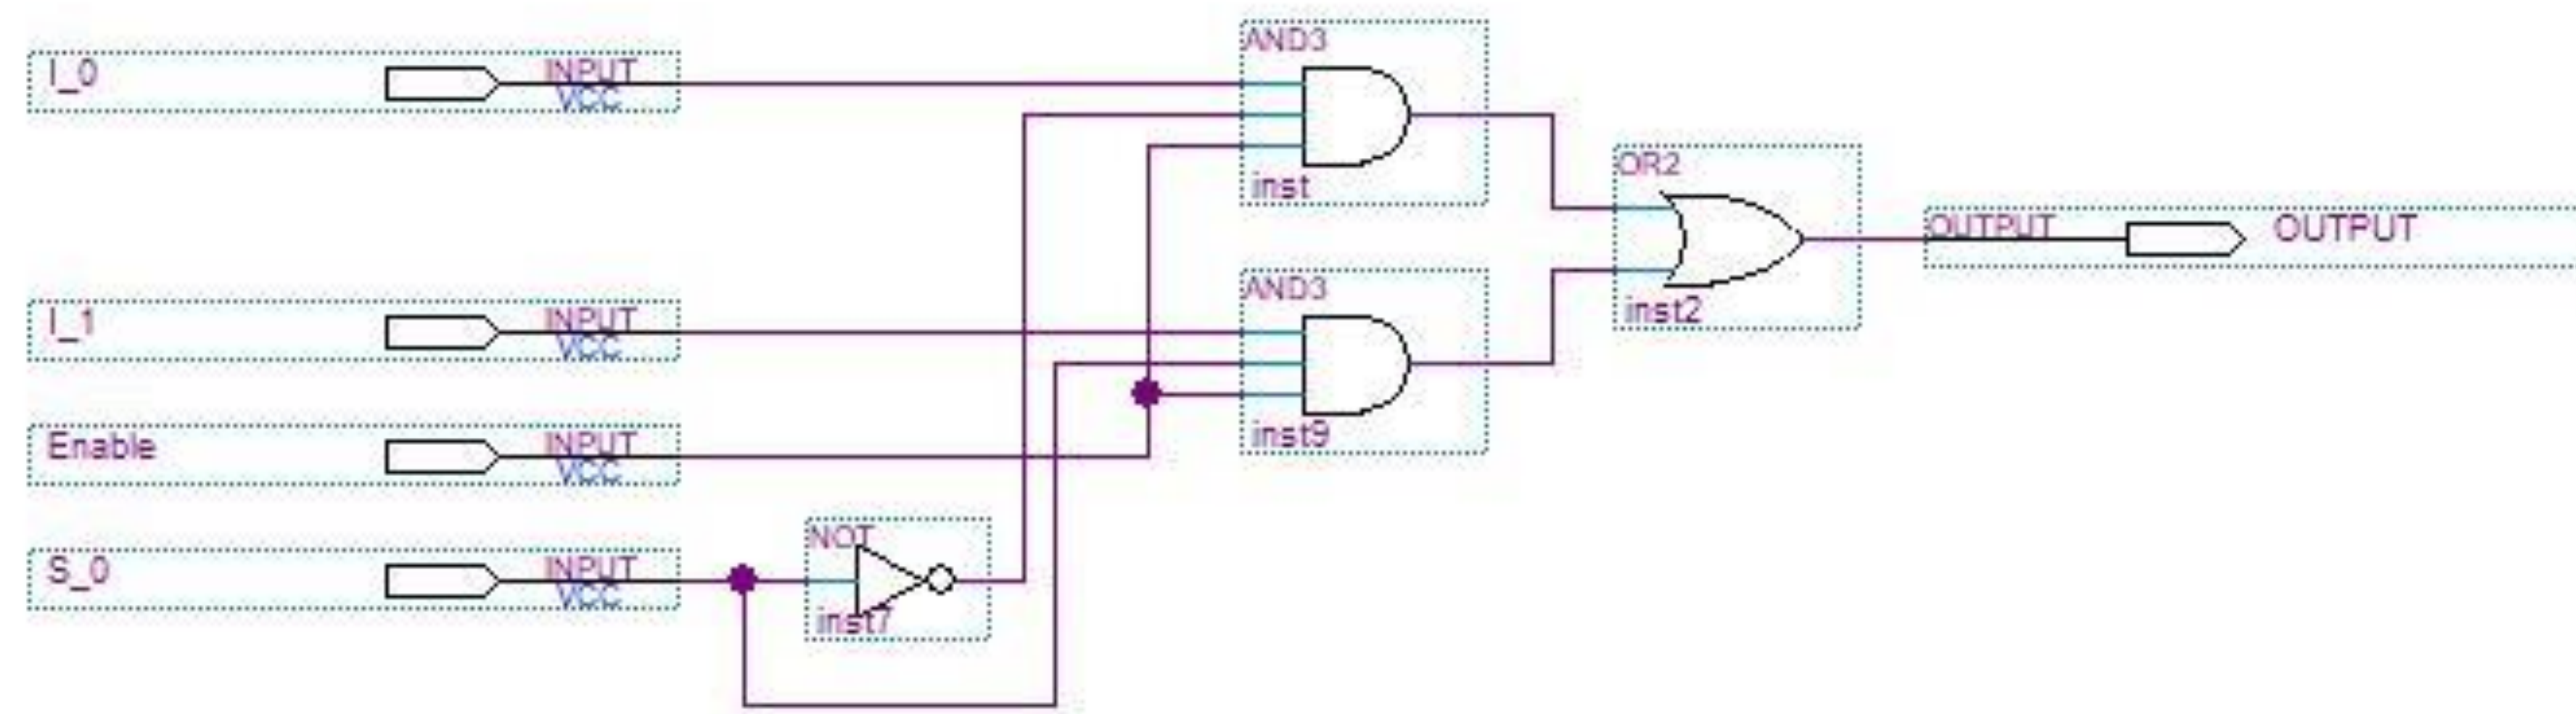 I_0
INPUT
VCC
AND3
inst
I_1
INPUT
VCC
AND3
inst9
OR2
inst2
OUTPUT
OUTPUT
Enable
INPUT
VCC
S_0
INPUT
VCC
NOT
inst7